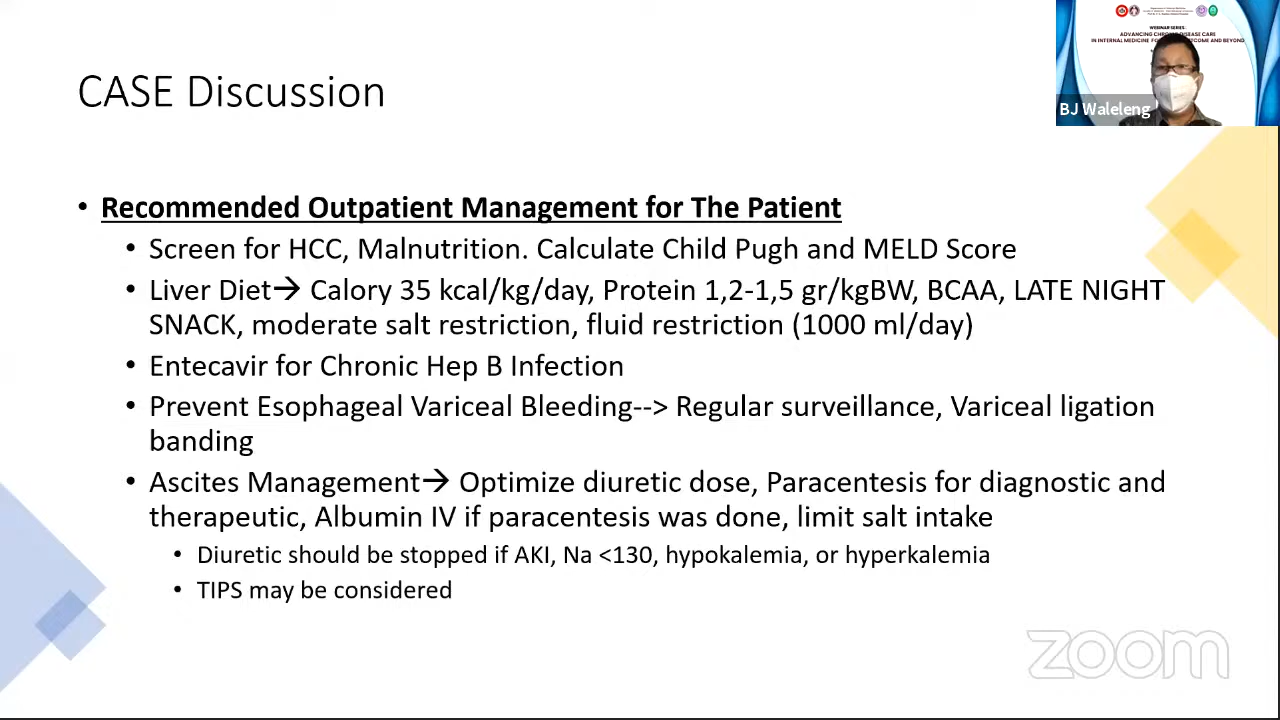 WEBINAR SERIES
ADVANCING CHRONIC DISEASE CARE
IN INTERNAL MEDICINE FOR OUTCOME AND BEYOND
BJ Waleleng
CASE Discussion
• Recommended Outpatient Management for The Patient
• Screen for HCC, Malnutrition. Calculate Child Pugh and MELD Score
• Liver Diet→ Calory 35 kcal/kg/day, Protein 1,2-1,5 gr/kgBW, BCAA, LATE NIGHT
SNACK, moderate salt restriction, fluid restriction (1000 ml/day)
• Entecavir for Chronic Hep B Infection
• Prevent Esophageal Variceal Bleeding--> Regular surveillance, Variceal ligation
banding
• Ascites Management→ Optimize diuretic dose, Paracentesis for diagnostic and
therapeutic, Albumin IV if paracentesis was done, limit salt intake
• Diuretic should be stopped if AKI, Na <130, hypokalemia, or hyperkalemia
• TIPS may be considered
zoom